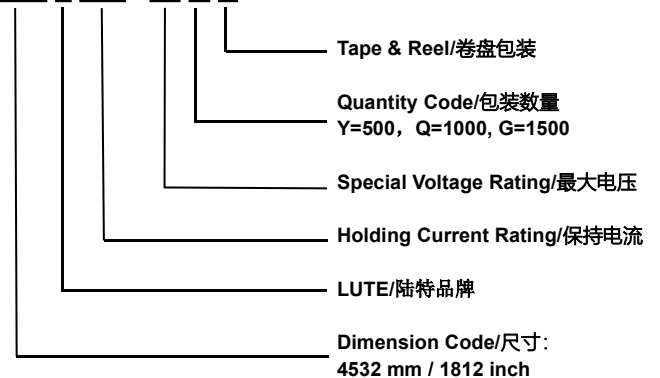 Tape & Reel/卷盘包装
Quantity Code/包装数量
Y=500，Q=1000, G=1500
Special Voltage Rating/最大电压
Holding Current Rating/保持电流
LUTE/陆特品牌
Dimension Code/尺寸：
4532 mm / 1812 inch